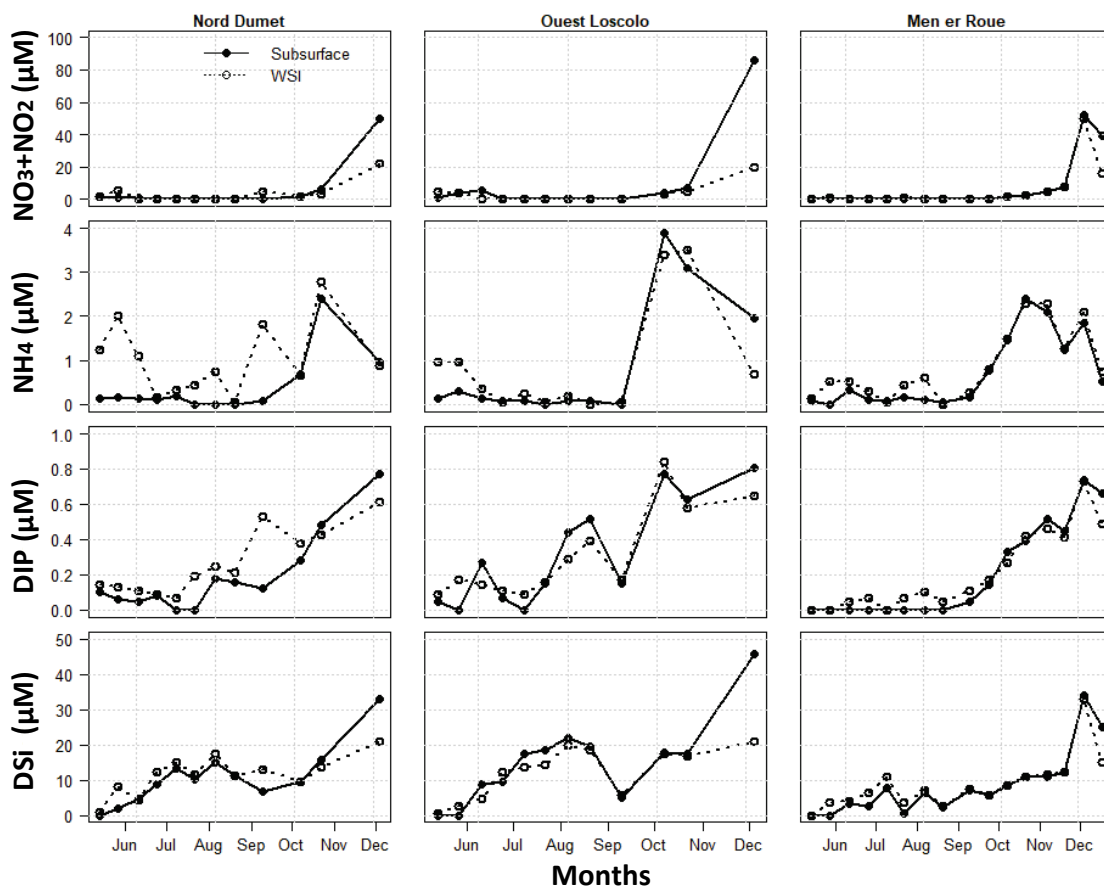 Nord Dumet Ouest Loscolo Men er Roue
NO3+NO2 (µM)
100
80
60
40
20
0
Subsurface
WSI
NH4 (µM)
4
3
2
1
0
DIP (µM)
1.0
0.8
0.6
0.4
0.2
0.0
DSi (µM)
50
40
30
20
10
0
Jun Jul Aug Sep Oct Nov Dec Jun Jul Aug Sep Oct Nov Dec Jun Jul Aug Sep Oct Nov Dec
Months